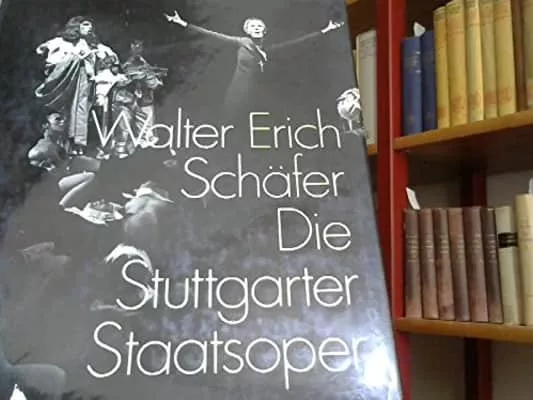 Walter Erich
Schäfer
Die
Stuttgarter
Staatsoper